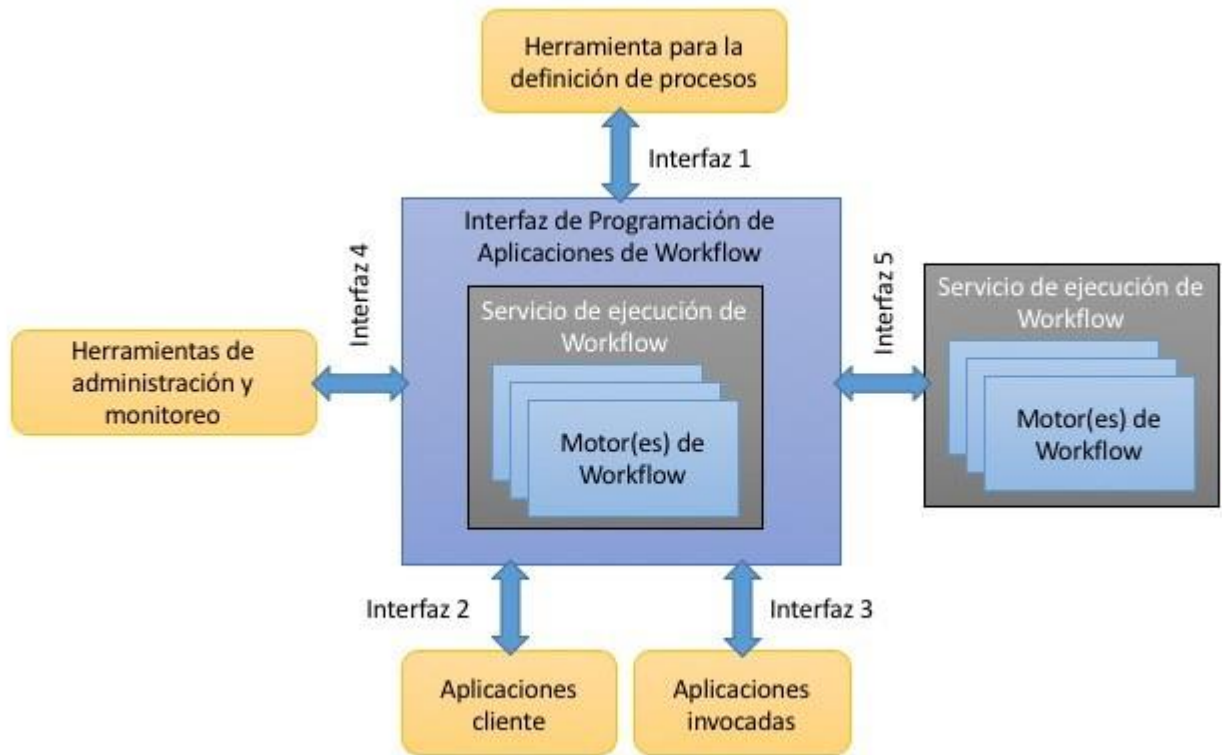 Herramienta para la
definición de procesos
Interfaz 1
Interfaz de Programación de
Aplicaciones de Workflow
Interfaz 4
Interfaz 5
Servicio de ejecución de
Workflow
Motor(es) de
Workflow
Servicio de ejecución de
Workflow
Motor(es) de
Workflow
Herramientas de
administración y
monitoreo
Interfaz 2
Interfaz 3
Aplicaciones
cliente
Aplicaciones
invocadas